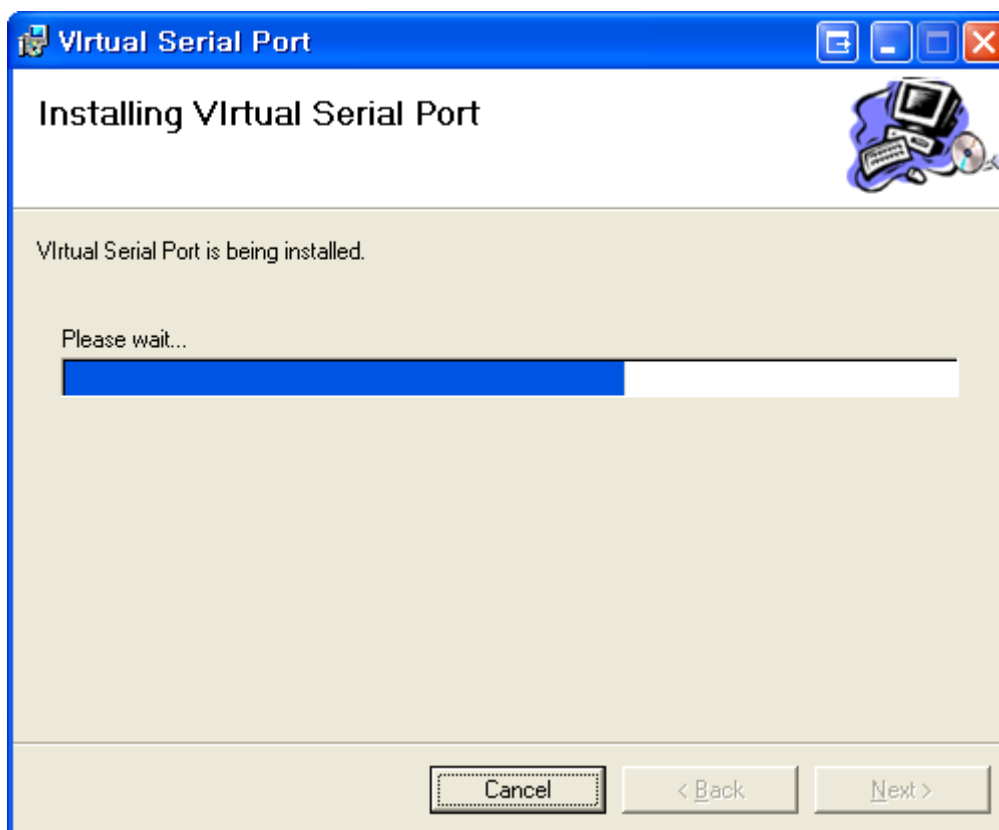 VIrtual Serial Port
Installing VIrtual Serial Port
VIrtual Serial Port is being installed.
Please wait...
Cancel
< Back
Next >